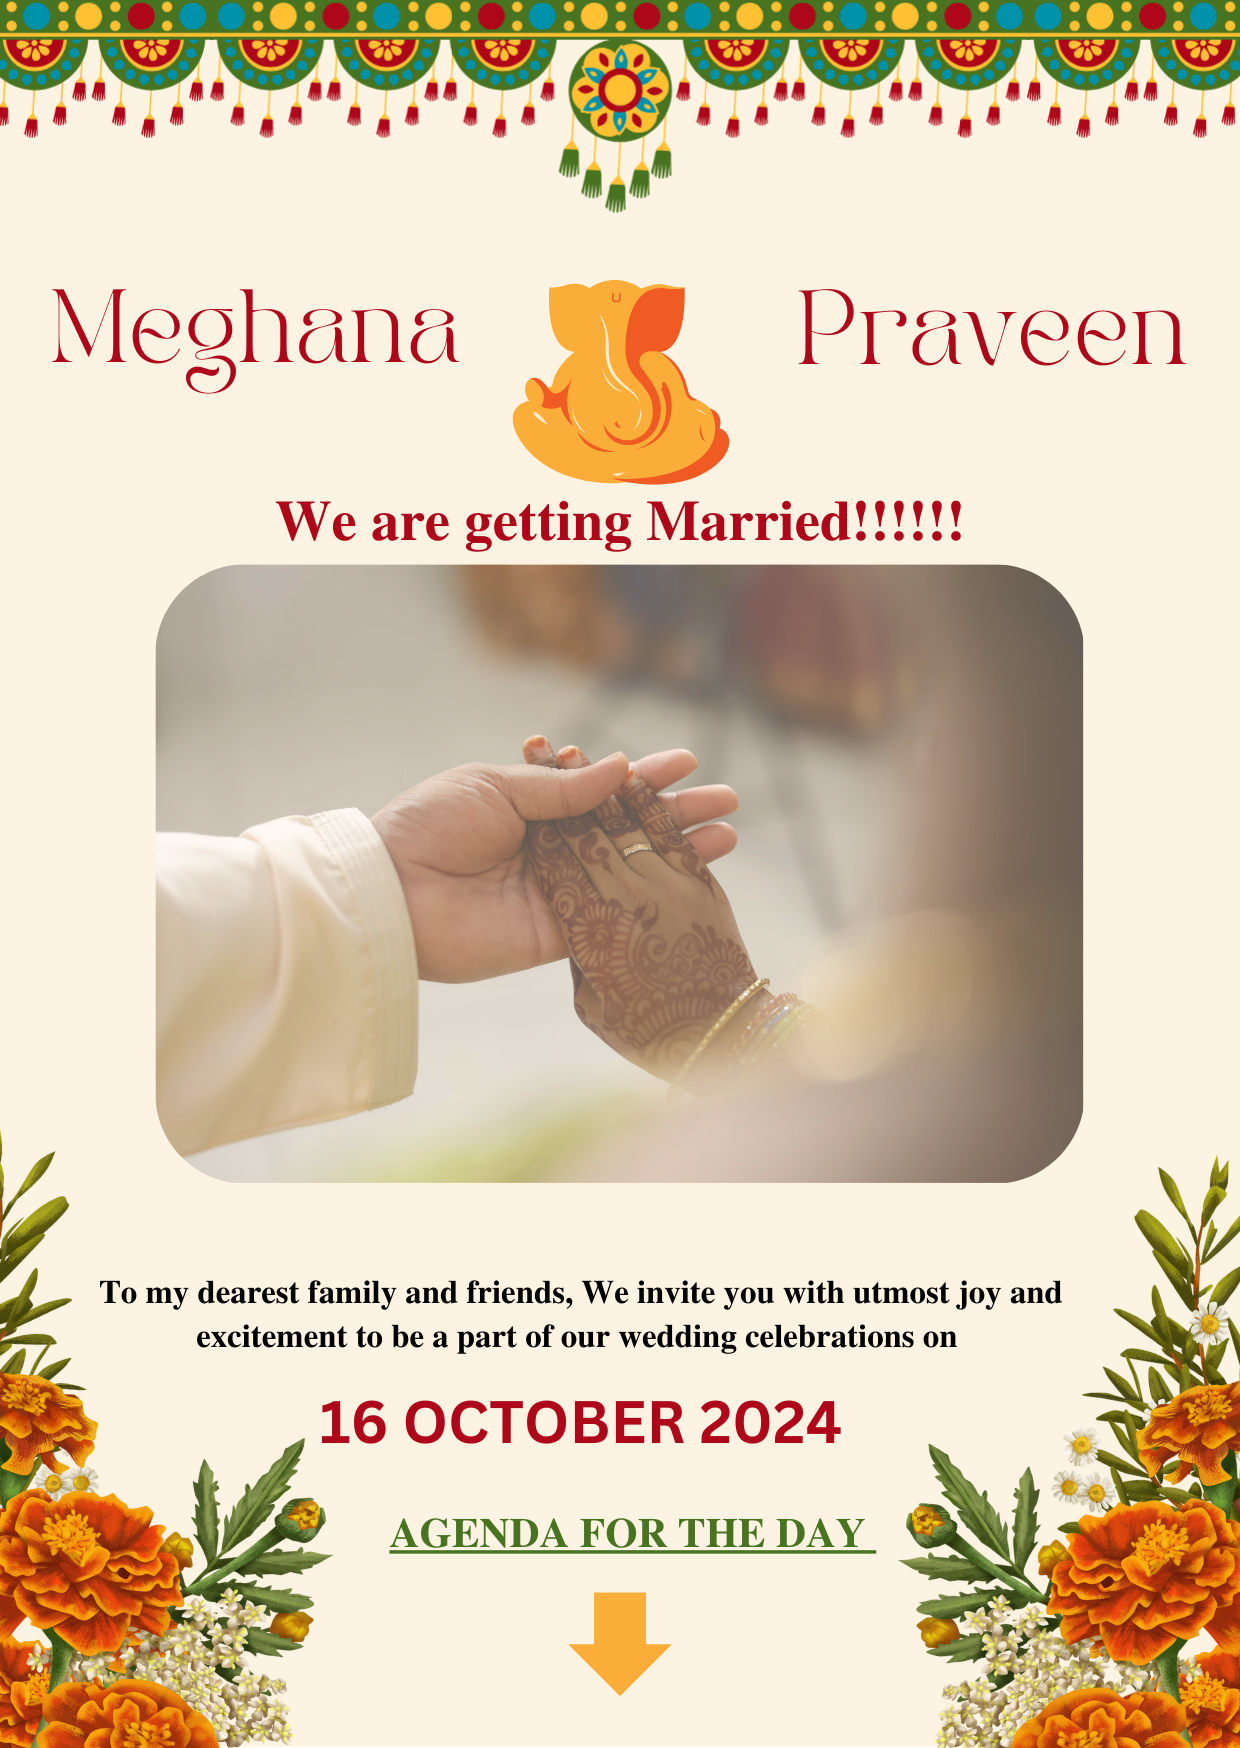 Meghana
Praveen
We are getting Married!!!!!!
To my dearest family and friends, We invite you with utmost joy and
excitement to be a part of our wedding celebrations on
16 OCTOBER 2024
AGENDA FOR THE DAY